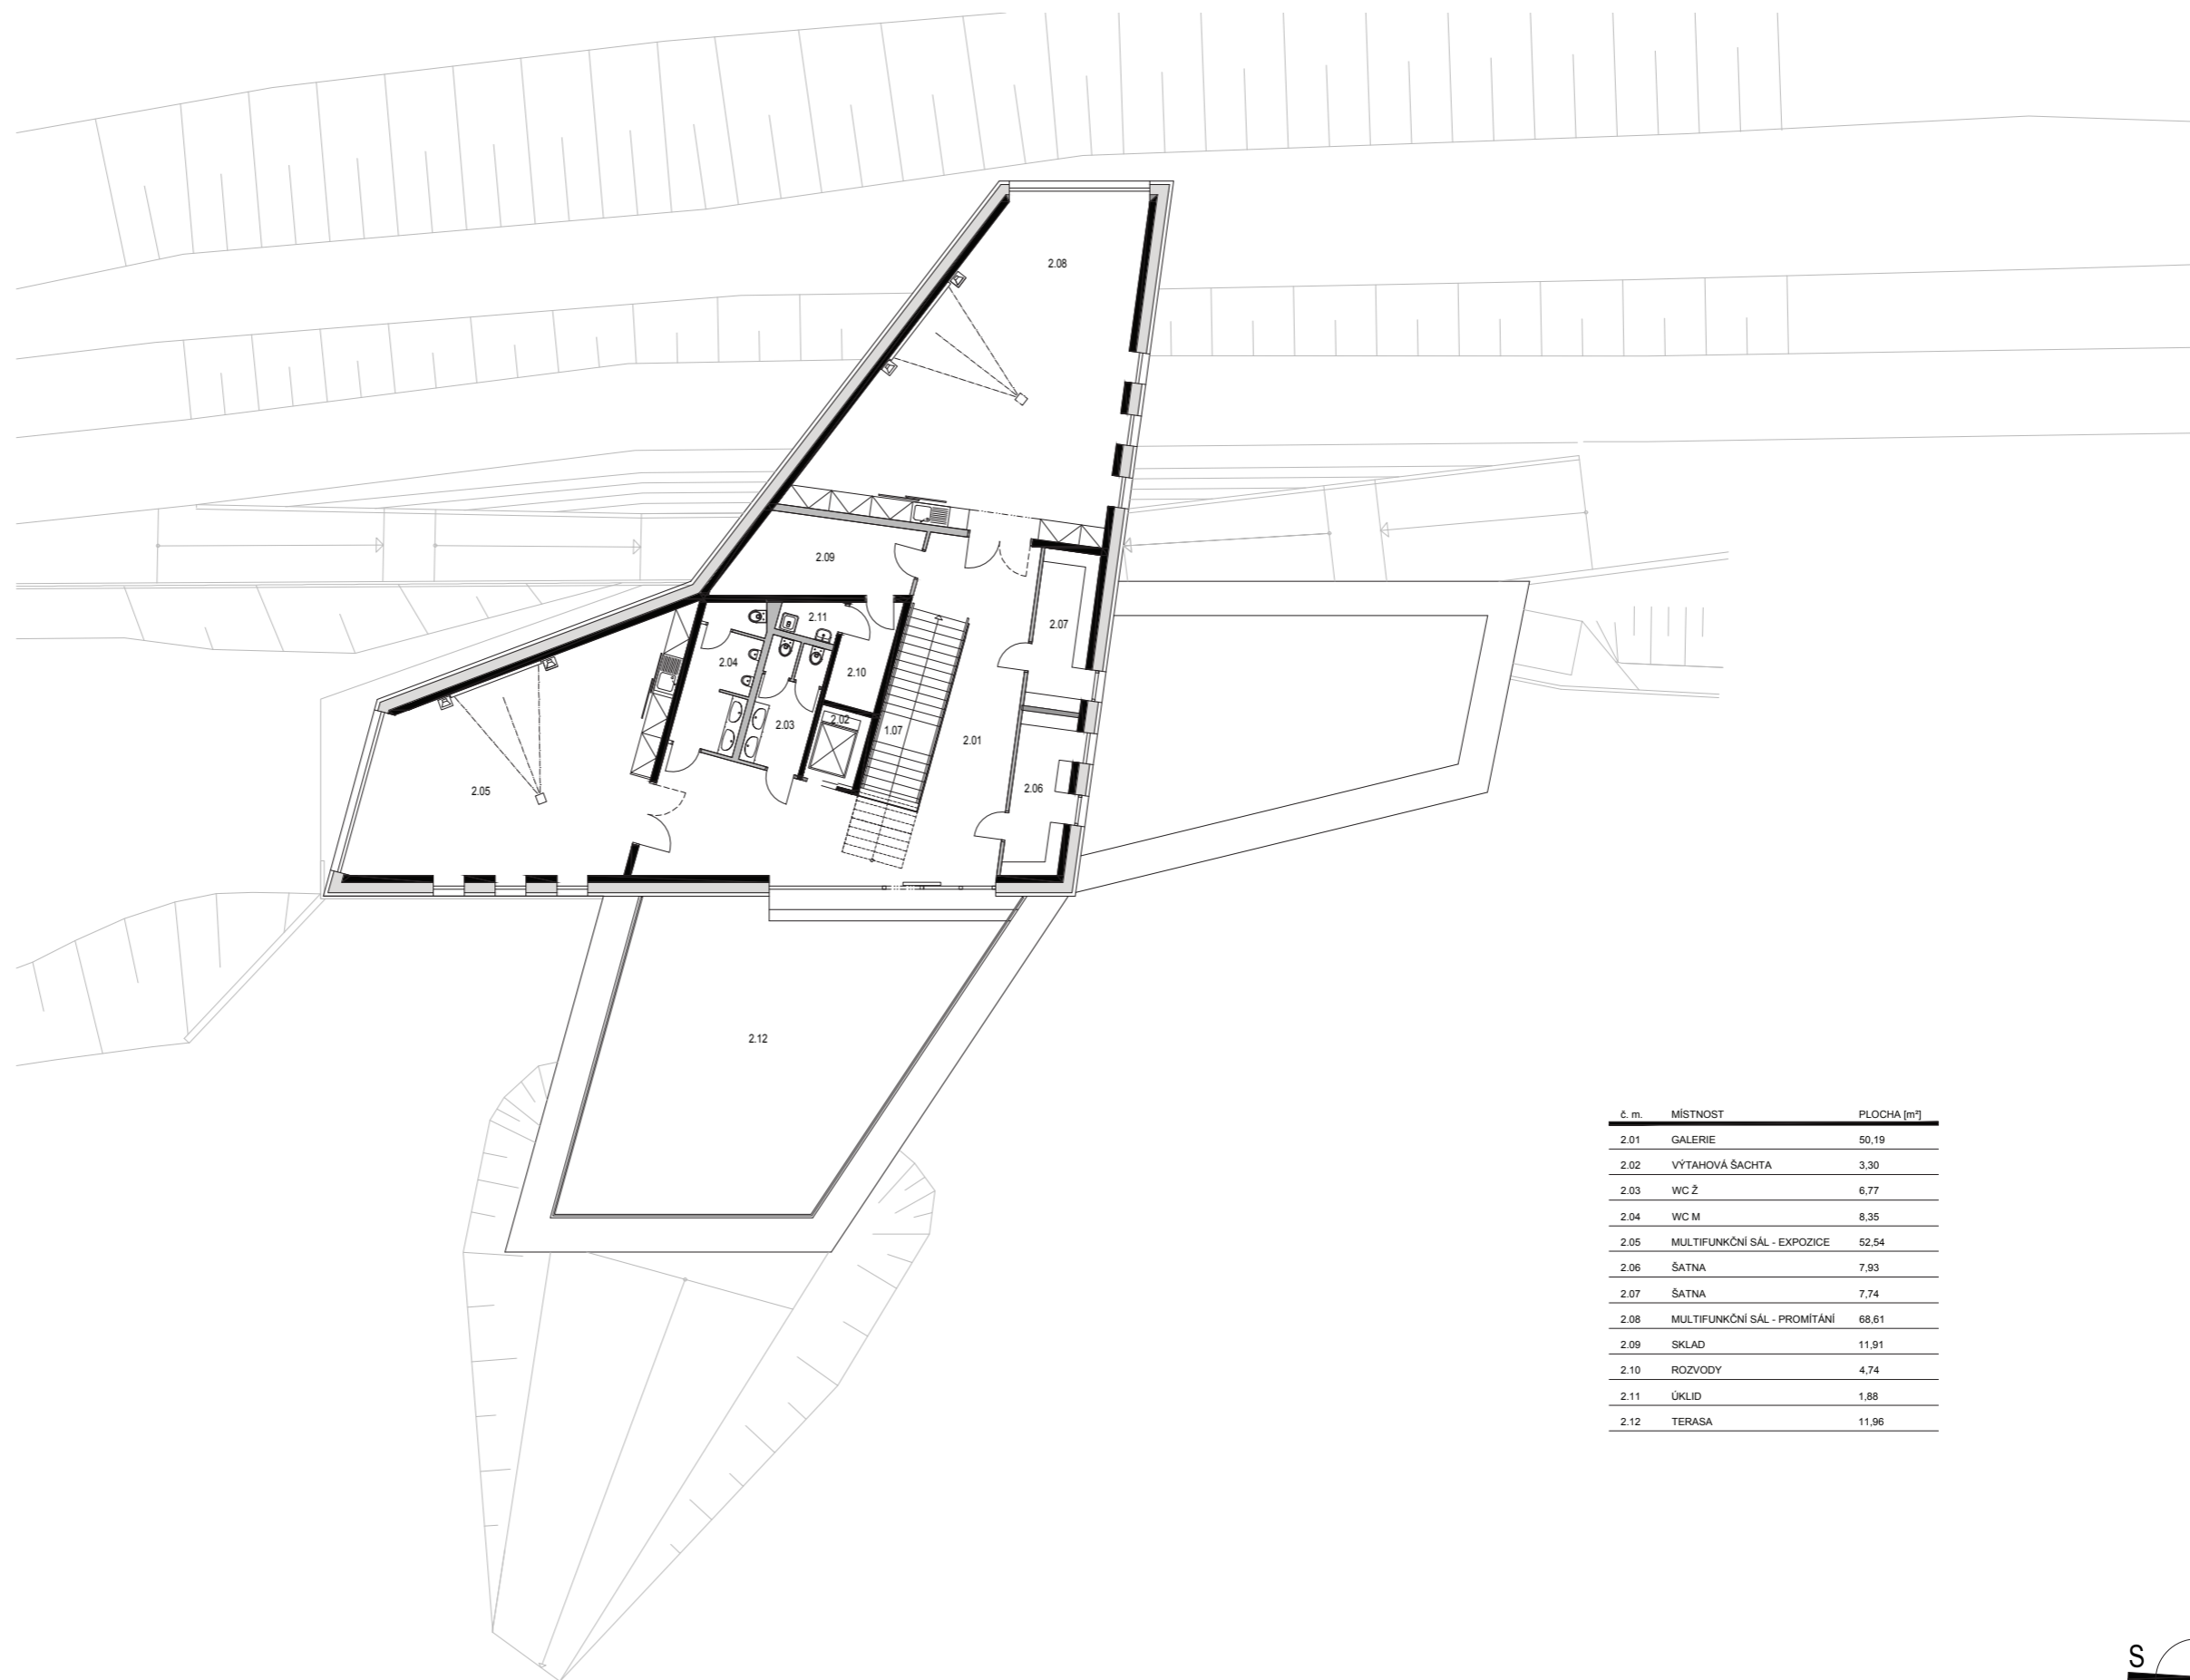 2.08
2.09
2.11
2.07
2.04
2.10
2.02
2.03
1.07
2.01
2.05
2.06
2.12
č. m. MÍSTNOST PLOCHA [m²]
2.01 GALERIE 50,19
2.02 VÝTAHOVÁ ŠACHTA 3,30
2.03 WC Ž 6,77
2.04 WC M 8,35
2.05 MULTIFUNKČNÍ SÁL - EXPOZICE 52,54
2.06 ŠATNA 7,93
2.07 ŠATNA 7,74
2.08 MULTIFUNKČNÍ SÁL - PROMÍTÁNÍ 68,61
2.09 SKLAD 11,91
2.10 ROZVODY 4,74
2.11 ÚKLID 1,88
2.12 TERASA 11,96
S